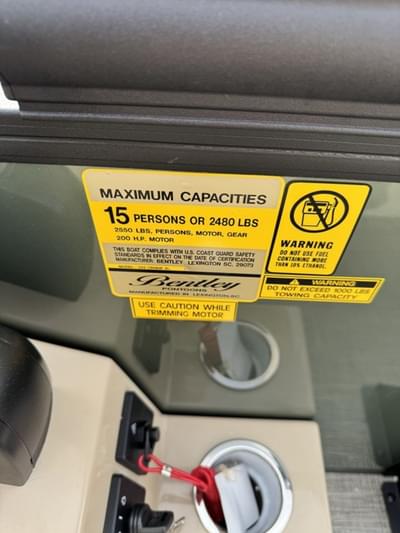 MAXIMUM CAPACITIES
15 PERSONS OR 2480 LBS
2550 LBS, PERSONS, MOTOR, GEAR
200 H.P. MOTOR
THIS BOAT COMPLIES WITH U.S. COAST GUARD SAFETY
STANDARDS IN EFFECT ON THE DATE OF CERTIFICATION
MANUFACTURER: BENTLEY, LEXINGTON SC, 29073
MODEL:
Bentley
PONTOONS
MANUFACTURED IN LEXINGTON SC
USE CAUTION WHILE
TRIMMING MOTOR
WARNING
DO NOT USE FUEL
CONTAINING MORE
THAN 10% ETHANOL.
WARNING
DO NOT EXCEED 1000 LBS
TOWING CAPACITY